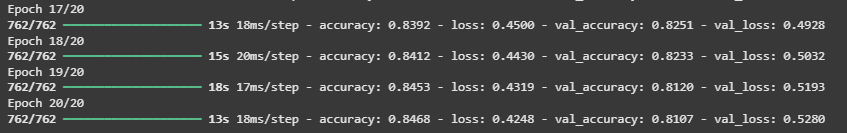 Epoch 17/20
762/762 ━━━━━━━━━━━━━━━━━━━━ 13s 18ms/step - accuracy: 0.8392 - loss: 0.4500 - val_accuracy: 0.8251 - val_loss: 0.4928
Epoch 18/20
762/762 ━━━━━━━━━━━━━━━━━━━━ 15s 20ms/step - accuracy: 0.8412 - loss: 0.4430 - val_accuracy: 0.8233 - val_loss: 0.5032
Epoch 19/20
762/762 ━━━━━━━━━━━━━━━━━━━━ 18s 17ms/step - accuracy: 0.8453 - loss: 0.4319 - val_accuracy: 0.8120 - val_loss: 0.5193
Epoch 20/20
762/762 ━━━━━━━━━━━━━━━━━━━━ 13s 18ms/step - accuracy: 0.8468 - loss: 0.4248 - val_accuracy: 0.8107 - val_loss: 0.5280